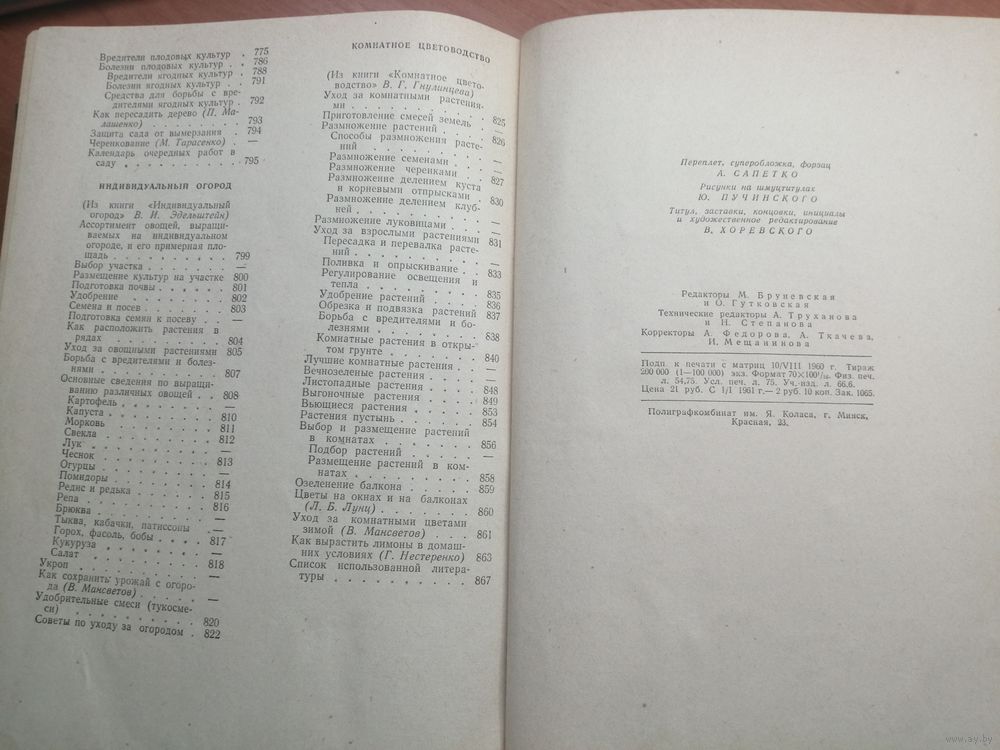 Вредители плодовых культур . 775
Болезни плодовых культур . . 786
Вредители ягодных культур . 788
Болезни ягодных культур . . 791
Средства для борьбы с вре-
дителями ягодных культур . 792
Как пересадить дерево (П. Ма-
лашенко) . . . . . . . . 793
Защита сада от вымерзания . 794
Черенкование (М. Тарасенко) . —
Календарь очередных работ в
саду . . . . . . . . . . 795
ИНДИВИДУАЛЬНЫЙ ОГОРОД
(Из книги «Индивидуальный
огород» В. И. Эдельштейн)
Ассортимент овощей, выращи-
ваемых на индивидуальном
огороде, и его примерная пло-
щадь . . . . . . . . . . 799
Выбор участка . . . . . . . —
Размещение культур на участке 800
Подготовка почвы . . . . . 801
Удобрение . . . . . . . 802
Семена и посев . . . . . . 803
Подготовка семян к посеву . . —
Как расположить растения в
рядах . . . . . . . . . 804
Уход за овощными растениями 805
Борьба с вредителями и болез-
нями . . . . . . . . . 807
Основные сведения по выращи-
ванию различных овощей . . 808
Картофель . . . . . . . . —
Капуста . . . . . . . . 810
Морковь . . . . . . . . 811
Свекла . . . . . . . . 812
Лук . . . . . . . . . —
Чеснок . . . . . . . . 813
Огурцы . . . . . . . . —
Помидоры . . . . . . . 814
Редис и редька . . . . . . 815
Репа . . . . . . . . . 816
Брюква . . . . . . . . —
Тыква, кабачки, патиссоны . —
Горох, фасоль, бобы . . . . 817
Кукуруза . . . . . . . . —
Салат . . . . . . . . . 818
Укроп . . . . . . . . . —
Как сохранить урожай с огоро-
да (В. Мансветов) . . . . . —
Удобрительные смеси (тукосме-
си) . . . . . . . . . . 820
Советы по уходу за огородом . 822
КОМНАТНОЕ ЦВЕТОВОДСТВО
(Из книги «Комнатное цвето-
водство» В. Г. Гнулинцева)
Уход за комнатными растения-
ми . . . . . . . . . . 825
Приготовление смесей земель . —
Размножение растений . . . 826
Способы размножения расте-
ний . . . . . . . . . —
Размножение семенами . . . —
Размножение черенками . . . 827
Размножение делением куста
и корневыми отпрысками . 830
Размножение делением клуб-
ней . . . . . . . . . —
Размножение луковицами . . —
Уход за взрослыми растениями 831
Пересадка и перевалка расте-
ний . . . . . . . . . —
Поливка и опрыскивание . . 833
Регулирование освещения и
тепла . . . . . . . . 835
Удобрение растений . . . . 836
Обрезка и подвязка растений 837
Борьба с вредителями и бо-
лезнями . . . . . . . 838
Комнатные растения в откры-
том грунте . . . . . . . 840
Лучшие комнатные растения . —
Вечнозеленые растения . . . —
Листопадные растения . . . 848
Выгоночные растения . . . 849
Вьющиеся растения . . . . 853
Растения пустынь . . . . . 854
Выбор и размещение растений
в комнатах . . . . . . . 856
Подбор растений . . . . . —
Размещение растений в ком-
натах . . . . . . . . 858
Озеленение балкона . . . . 859
Цветы на окнах и на балконах
(Л. Б. Лунц) . . . . . . . 860
Уход за комнатными цветами
зимой (В. Мансветов) . . . 861
Как вырастить лимоны в домаш-
них условиях (Г. Нестеренко) 863
Список использованной литера-
туры . . . . . . . . . 867
Переплет, суперобложка, форзац
А. САПЕТКО
Рисунки на шмуцтитулах
Ю. ПУЧИНСКОГО
Титул, заставки, концовки, инициалы
и художественное редактирование
В. ХОРЕВСКОГО
Редакторы М. Бруневская
и О. Гутковская
Технические редакторы А. Труханова
и Н. Степанова
Корректоры А. Федорова, А. Ткачева,
И. Мещанинова
Подп. к печати с матриц 10/VIII 1960 г. Тираж
200 000 (1—100 000) экз. Формат 70×100¹/₁₆. Физ. печ.
л. 54,75. Усл. печ. л. 75. Уч.-изд. л. 66.6.
Цена 21 руб. С 1/1 1961 г.— 2 руб. 10 коп. Зак. 1065.
Полиграфкомбинат им. Я. Коласа, г. Минск,
Красная, 23.
www.ay.by